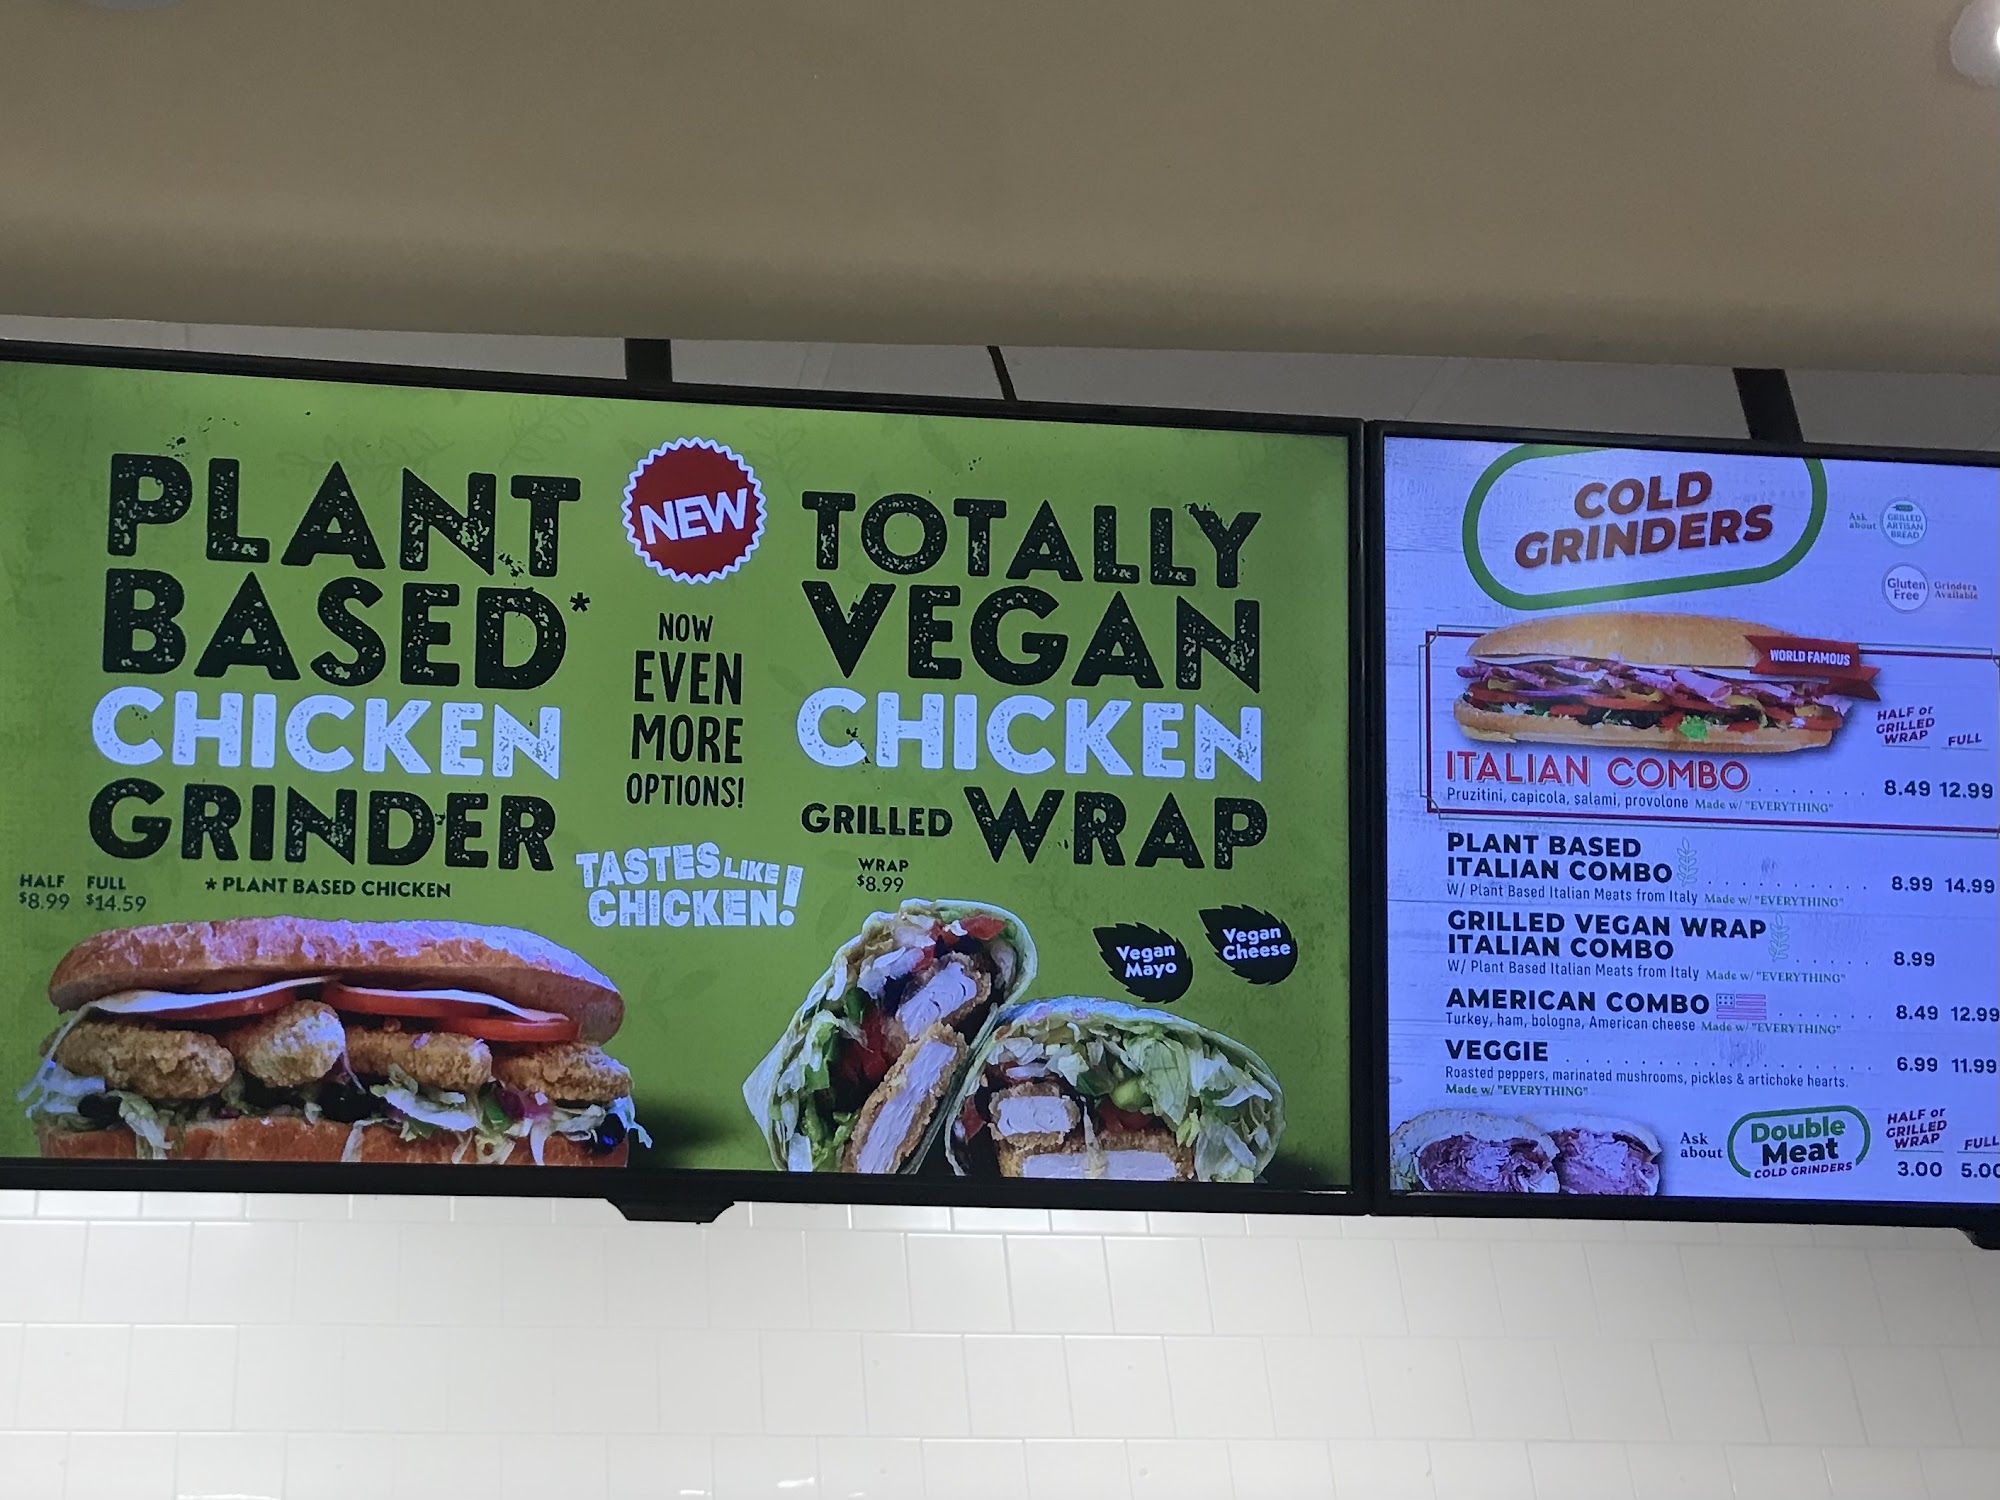 PLANT
BASED*
CHICKEN
GRINDER
HALF FULL
$8.99 $14.59
* PLANT BASED CHICKEN
NEW
NOW
EVEN
MORE
OPTIONS!
TASTES LIKE
CHICKEN!
TOTALLY
VEGAN
CHICKEN
GRILLED WRAP
WRAP
$8.99
Vegan
Mayo
Vegan
Cheese
COLD
GRINDERS
Ask
about
GRILLED
ARTISAN
BREAD
Gluten
Free
Grinders
Available
WORLD FAMOUS
HALF or
GRILLED
WRAP FULL
ITALIAN COMBO . . . . . . . 8.49 12.99
Pruzitini, capicola, salami, provolone Made w/ "EVERYTHING"
PLANT BASED
ITALIAN COMBO . . . . . . . . . . 8.99 14.99
W/ Plant Based Italian Meats from Italy Made w/ "EVERYTHING"
GRILLED VEGAN WRAP
ITALIAN COMBO . . . . . 8.99
W/ Plant Based Italian Meats from Italy Made w/ "EVERYTHING"
AMERICAN COMBO . . . . . . 8.49 12.99
Turkey, ham, bologna, American cheese Made w/ "EVERYTHING"
VEGGIE . . . . . . . . . . . . . . . . . 6.99 11.99
Roasted peppers, marinated mushrooms, pickles & artichoke hearts.
Made w/ "EVERYTHING"
Ask
about
Double
Meat
COLD GRINDERS
HALF or
GRILLED
WRAP FULL
3.00 5.00